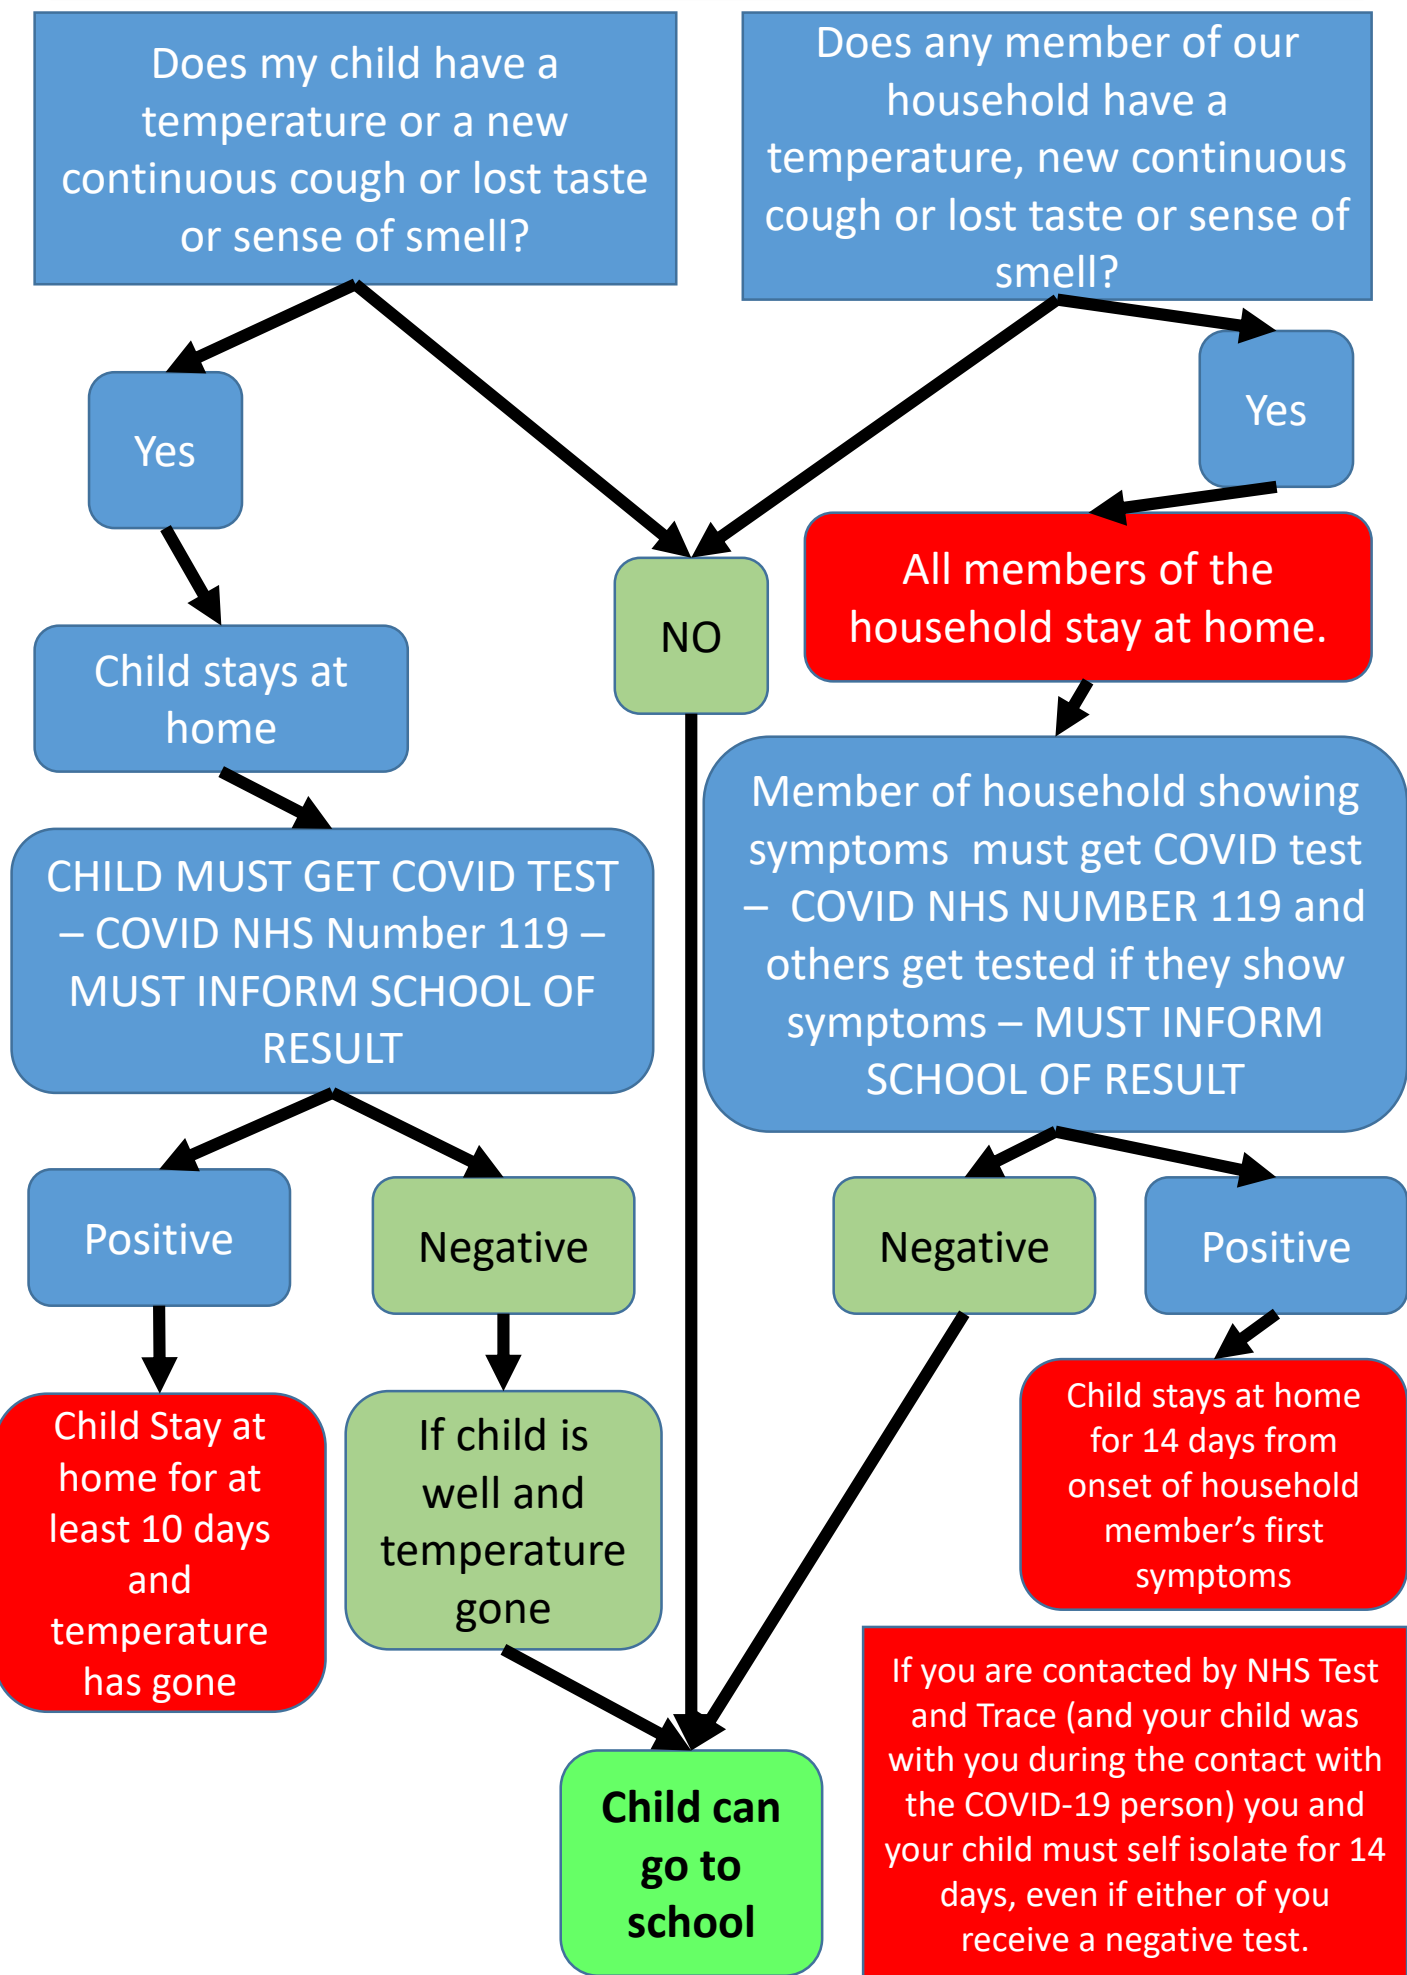 Does my child have a
temperature or a new
continuous cough or lost taste
or sense of smell?
Does any member of our
household have a
temperature, new continuous
cough or lost taste or sense of
smell?
Yes
Yes
NO
All members of the
household stay at home.
Child stays at
home
CHILD MUST GET COVID TEST
– COVID NHS Number 119 –
MUST INFORM SCHOOL OF
RESULT
Member of household showing
symptoms must get COVID test
– COVID NHS NUMBER 119 and
others get tested if they show
symptoms – MUST INFORM
SCHOOL OF RESULT
Positive
Negative
Negative
Positive
Child Stay at
home for at
least 10 days
and
temperature
has gone
If child is
well and
temperature
gone
Child stays at home
for 14 days from
onset of household
member’s first
symptoms
If you are contacted by NHS Test
and Trace (and your child was
with you during the contact with
the COVID-19 person) you and
your child must self isolate for 14
days, even if either of you
receive a negative test.
Child can
go to
school